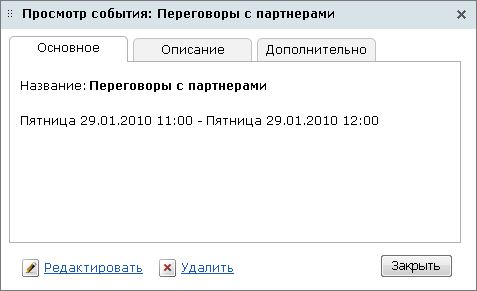 Просмотр события: Переговоры с партнерами
Основное Описание Дополнительно
Название: Переговоры с партнерами
Пятница 29.01.2010 11:00 - Пятница 29.01.2010 12:00
Редактировать Удалить Закрыть